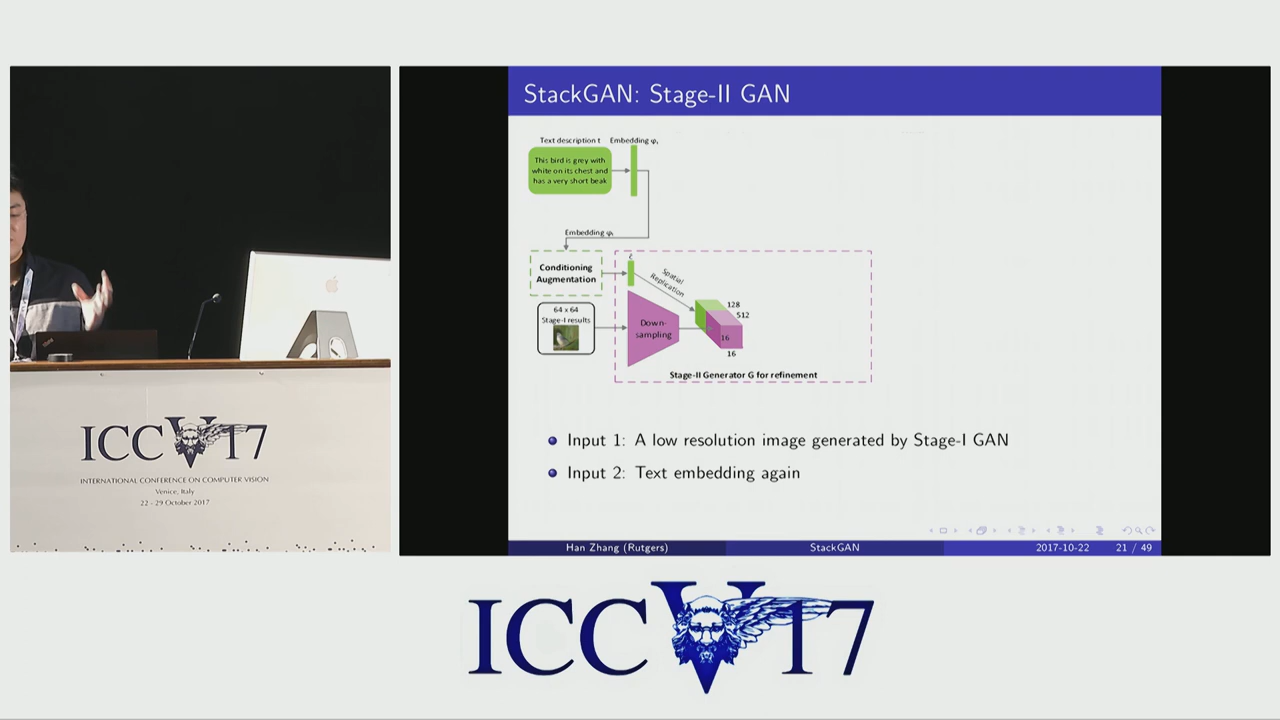 StackGAN: Stage-II GAN
Text description t
Embedding φt
This bird is grey with
white on its chest and
has a very short beak
Embedding φt
Conditioning
Augmentation
ĉ
Spatial
Replication
64 x 64
Stage-I results
Down-
sampling
128
512
16
16
Stage-II Generator G for refinement
Input 1: A low resolution image generated by Stage-I GAN
Input 2: Text embedding again
Han Zhang (Rutgers)
StackGAN
2017-10-22
21 / 49
ICCV17
INTERNATIONAL CONFERENCE ON COMPUTER VISION
Venice, Italy
22 - 29 October 2017
ICCV17